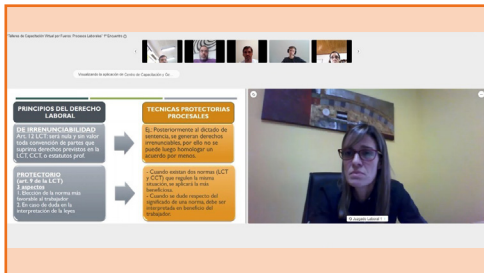 Talleres de Capacitación Virtual por Fueros. Procesos Laborales" 1º Encuentro
Visualizando la aplicación de Centro de Capacitación y Ge
PRINCIPIOS DEL DERECHO
LABORAL
DE IRRENUNCIABILIDAD
Art. 12 LCT: será nula y sin valor
toda convención de partes que
suprima derechos previstos en la
LCT, CCT, o estatutos prof.
PROTECTORIO
(art. 9 de la LCT)
3 aspectos
1. Elección de la norma más
favorable al trabajador
2. En caso de duda en la
interpretación de la leyes
TECNICAS PROTECTORIAS
PROCESALES
Ej.: Posteriormente al dictado de
sentencia, se generan derechos
irrenunciables, por ello no se
puede luego homologar un
acuerdo por menos.
- Cuando existan dos normas (LCT
y CCT) que regulen la misma
situación, se aplicará la más
beneficiosa.
- Cuando se dude respecto del
significado de una norma, debe ser
interpretada en beneficio del
trabajador.
Juzgado Laboral